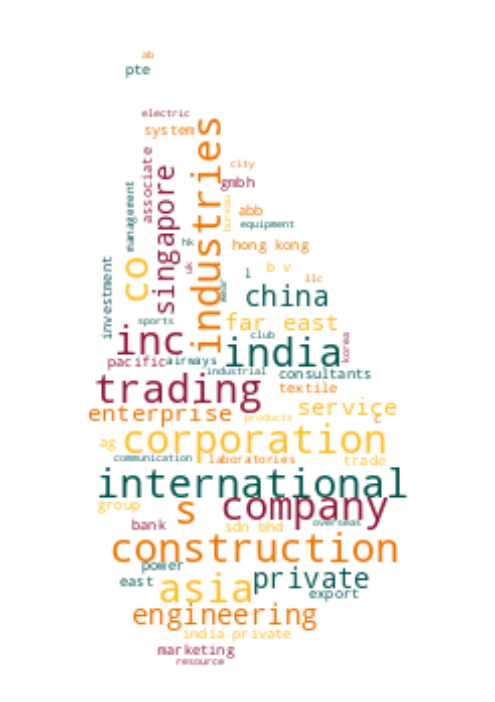 ab
pte
electric
system
industries
associate
city
singapore
gmbh
management
bureau
abb
equipment
hk
hong kong
investment
co
uk
l
b v
llc
china
sports
far east
inc
club
korea
india
pacific
airways
industrial
consultants
trading
textile
enterprise
service
products
c
ag
corporation
communication
laboratories
trade
international
group
s
company
bank
sdn bhd
overseas
construction
power
east
asia
private
export
engineering
india private
marketing
resource